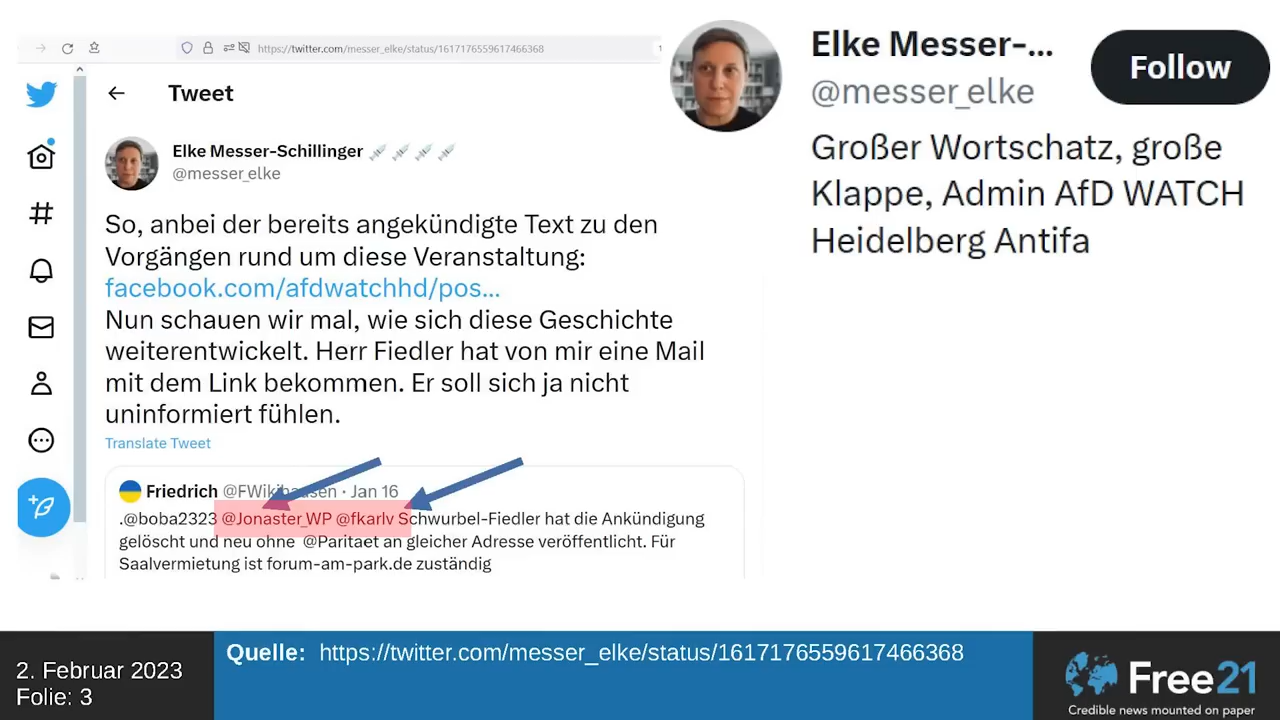 https://twitter.com/messer_elke/status/1617176559617466368
Tweet
Elke Messer-Schillinger
@messer_elke
So, anbei der bereits angekündigte Text zu den
Vorgängen rund um diese Veranstaltung:
facebook.com/afdwatchhd/pos...
Nun schauen wir mal, wie sich diese Geschichte
weiterentwickelt. Herr Fiedler hat von mir eine Mail
mit dem Link bekommen. Er soll sich ja nicht
uninformiert fühlen.
Translate Tweet
Friedrich @FWikihausen · Jan 16
.@boba2323 @Jonaster_WP @fkarlv Schwurbel-Fiedler hat die Ankündigung
gelöscht und neu ohne @Paritaet an gleicher Adresse veröffentlicht. Für
Saalvermietung ist forum-am-park.de zuständig
Elke Messer-...
@messer_elke
Follow
Großer Wortschatz, große
Klappe, Admin AfD WATCH
Heidelberg Antifa
2. Februar 2023
Folie: 3
Quelle: https://twitter.com/messer_elke/status/1617176559617466368
Free21
Credible news mounted on paper